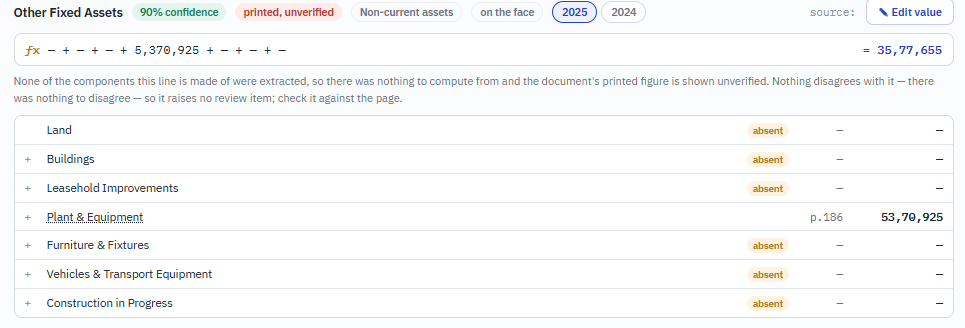 Other Fixed Assets 90% confidence printed, unverified Non-current assets on the face 2025 2024 source: Edit value
ƒx — + — + — + 5,370,925 + — + — + — = 35,77,655
None of the components this line is made of were extracted, so there was nothing to compute from and the document's printed figure is shown unverified. Nothing disagrees with it — there
was nothing to disagree — so it raises no review item; check it against the page.
Land absent — —
+ Buildings absent — —
+ Leasehold Improvements absent — —
+ Plant & Equipment p.186 53,70,925
+ Furniture & Fixtures absent — —
+ Vehicles & Transport Equipment absent — —
+ Construction in Progress absent — —